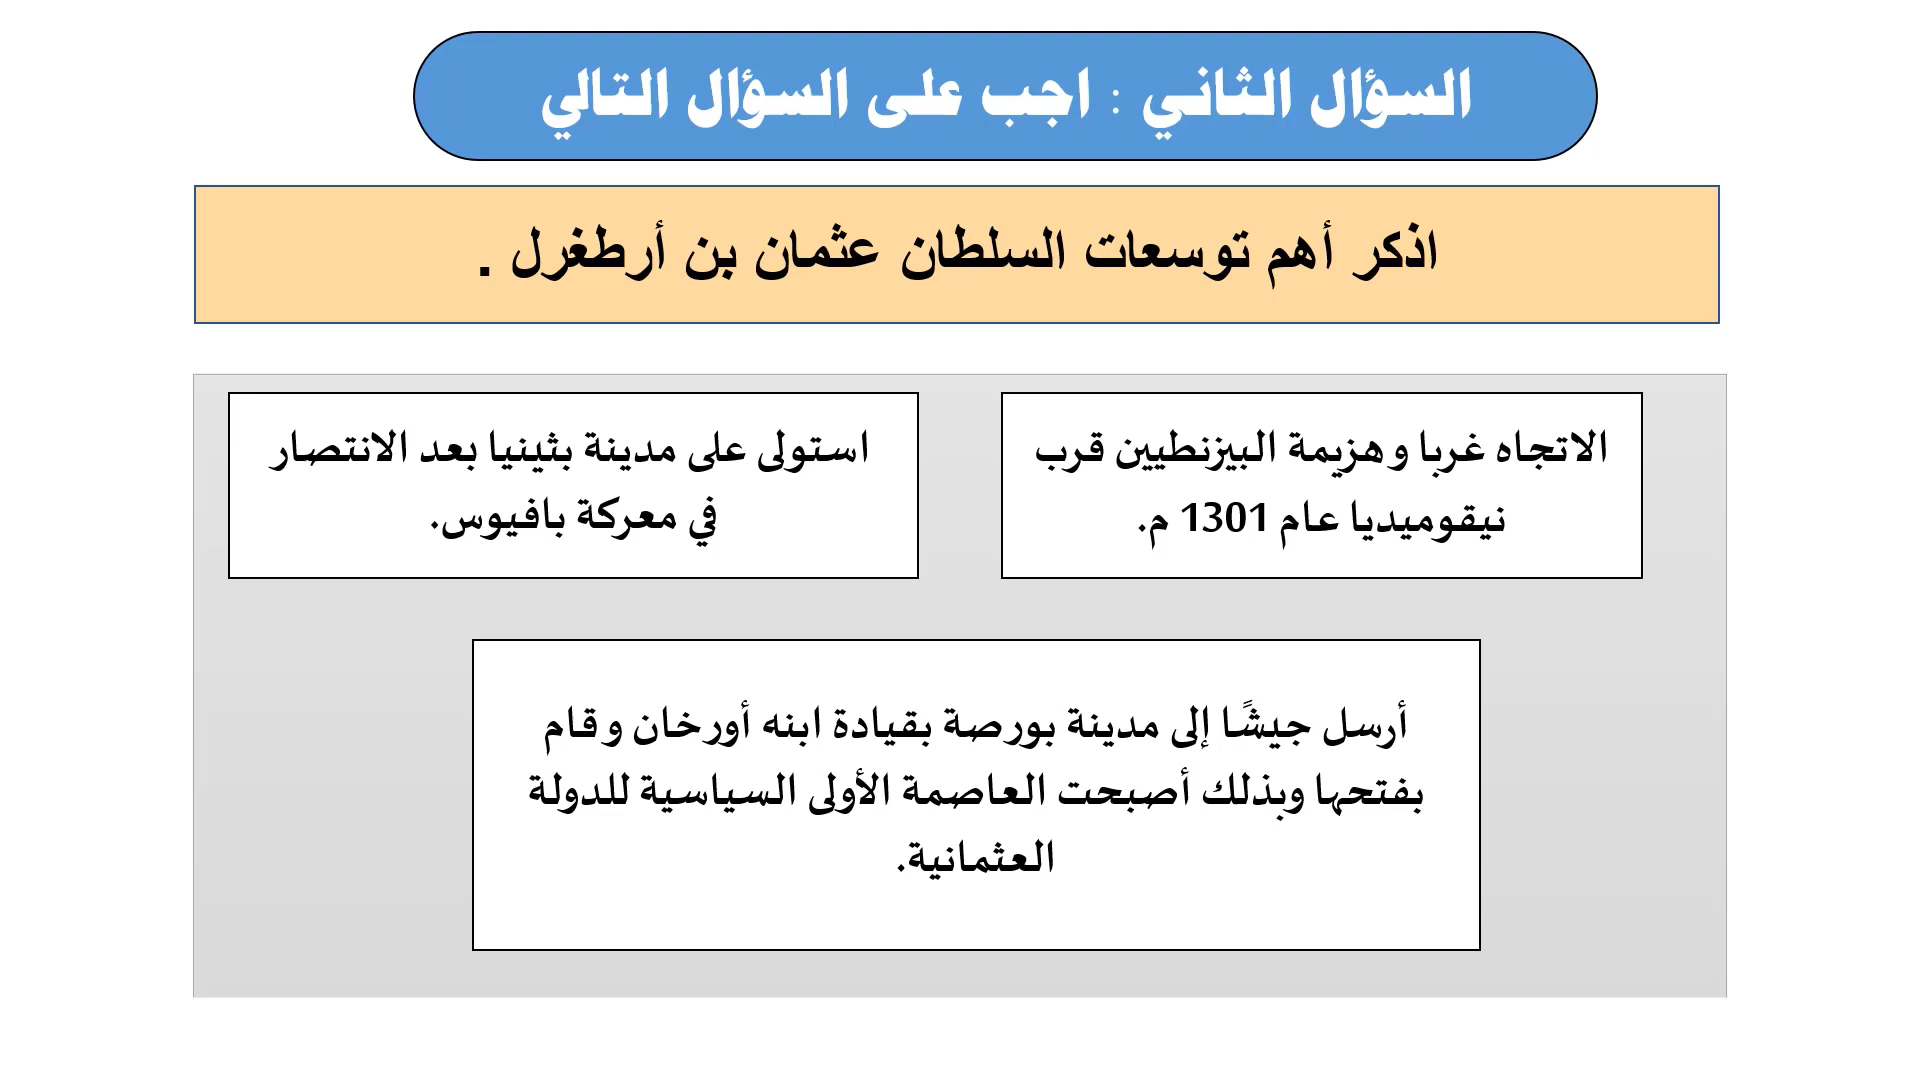 السؤال الثاني : اجب على السؤال التالي
اذكر أهم توسعات السلطان عثمان بن أرطغرل .
الاتجاه غربا وهزيمة البيزنطيين قرب
نيقوميديا عام 1301 م.
استولى على مدينة بثينيا بعد الانتصار
في معركة بافيوس.
أرسل جيشًا إلى مدينة بورصة بقيادة ابنه أورخان وقام
بفتحها وبذلك أصبحت العاصمة الأولى السياسية للدولة
العثمانية.